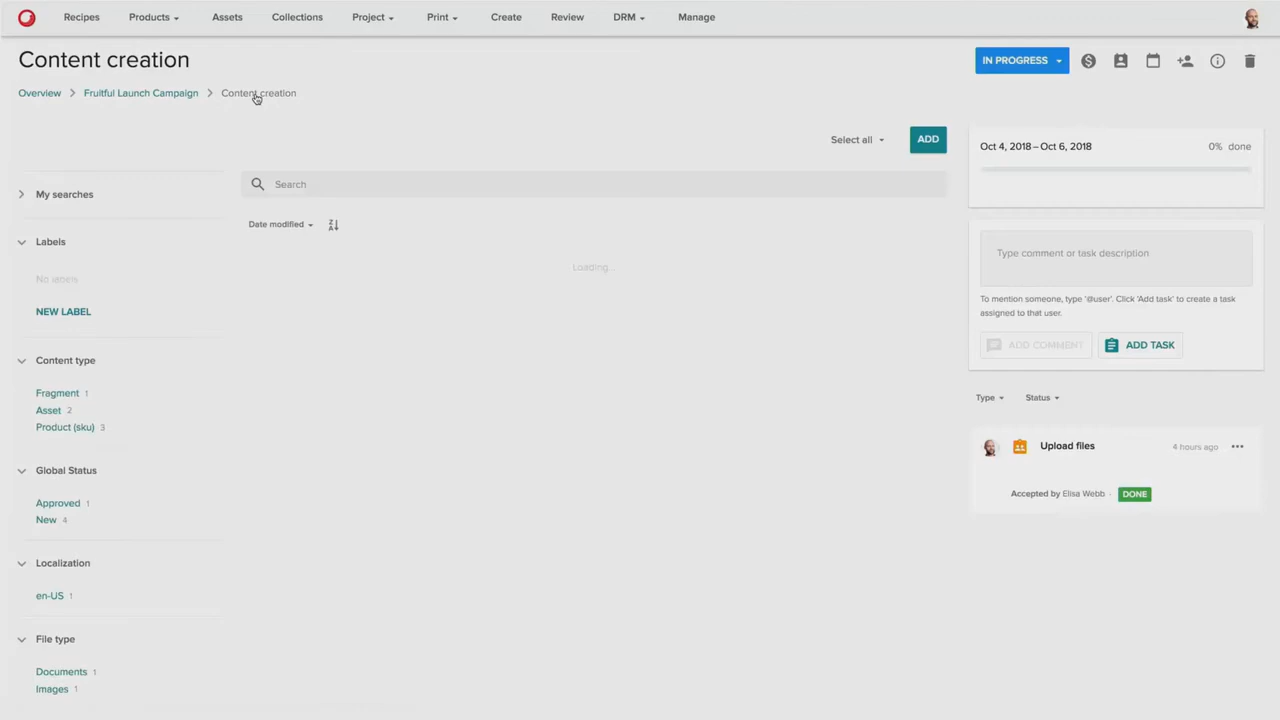 Recipes Products Assets Collections Project Print Create Review DRM Manage
Content creation
IN PROGRESS
Overview Fruitful Launch Campaign Content creation
Select all
ADD
Oct 4, 2018 – Oct 6, 2018 0% done
My searches
Search
Labels
Date modified
Z
A
No labels
Loading...
NEW LABEL
Type comment or task description
To mention someone, type '@user'. Click 'Add task' to create a task
assigned to that user.
ADD COMMENT ADD TASK
Content type
Fragment 1
Asset 2
Product (sku) 3
Type Status
Upload files 4 hours ago
Accepted by Elisa Webb - DONE
Global Status
Approved 1
New 4
Localization
en-US 1
File type
Documents 1
Images 1